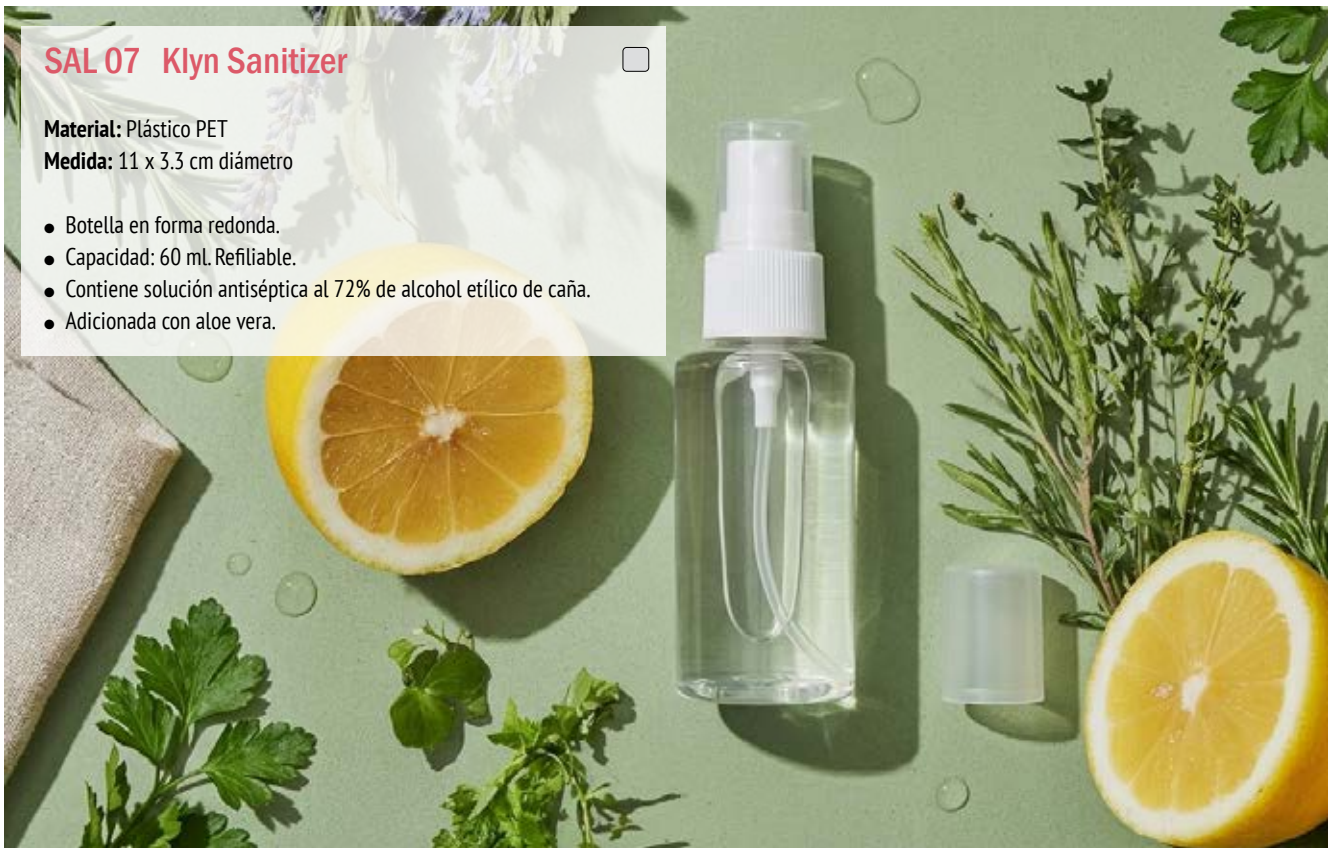 SAL 07 Klyn Sanitizer
Material: Plástico PET
Medida: 11 x 3.3 cm diámetro
● Botella en forma redonda.
● Capacidad: 60 ml. Refiliable.
● Contiene solución antiséptica al 72% de alcohol etílico de caña.
● Adicionada con aloe vera.